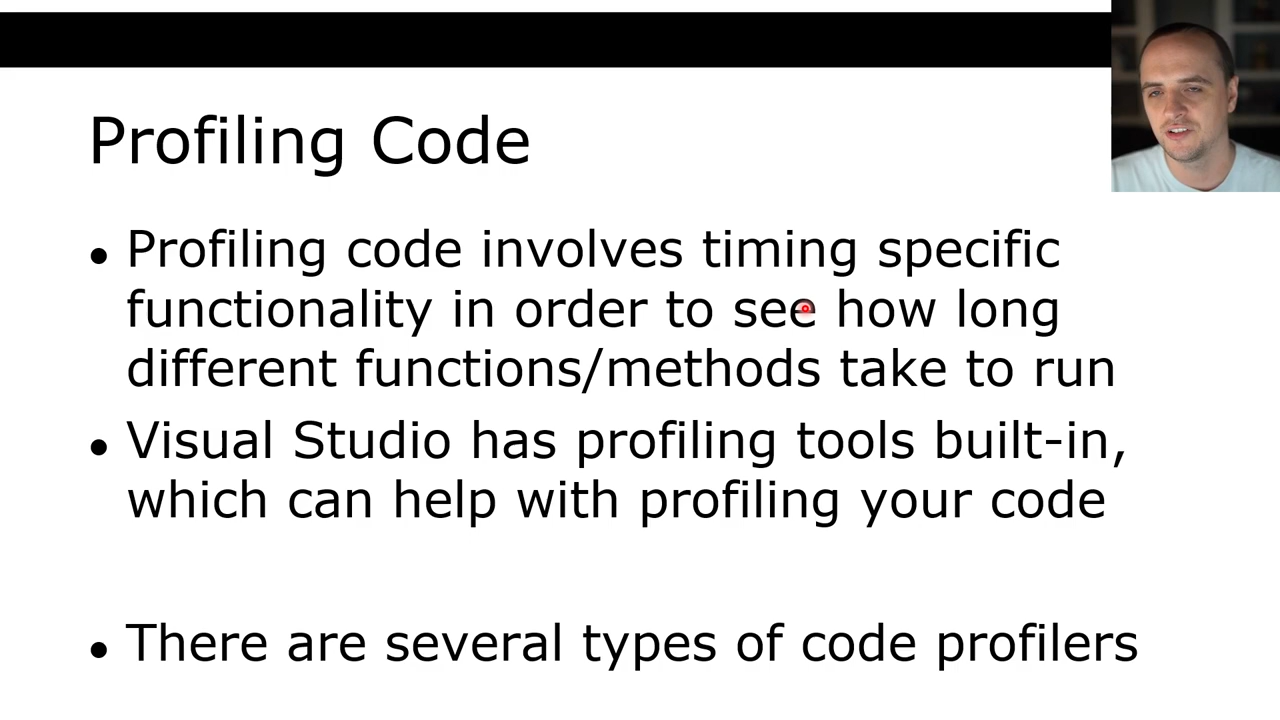 Profiling Code
• Profiling code involves timing specific
functionality in order to see how long
different functions/methods take to run
• Visual Studio has profiling tools built-in,
which can help with profiling your code
• There are several types of code profilers